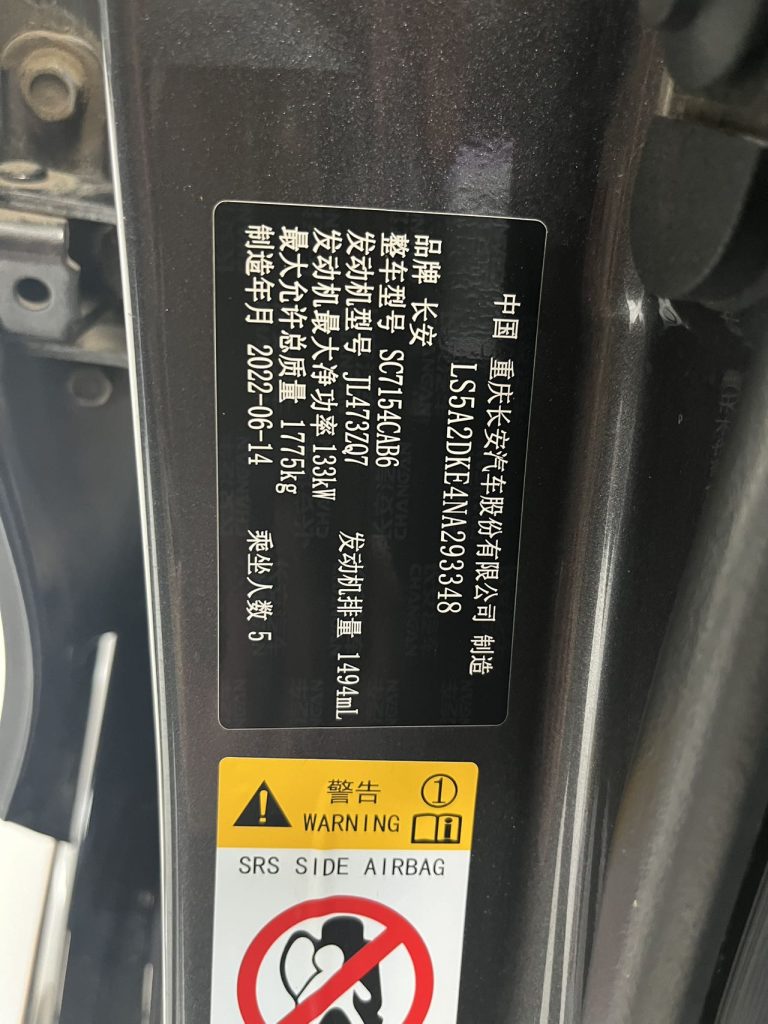 中国 重庆长安汽车股份有限公司 制造
LS5A2DKE4NA293348
品牌 长安
整车型号 SC7154CAB6
发动机型号 JL473ZQ7 发动机排量 1494mL
发动机最大净功率 133kW
最大允许总质量 1775kg
制造年月 2022-06-14 乘坐人数 5
警告
WARNING
1
SRS SIDE AIRBAG